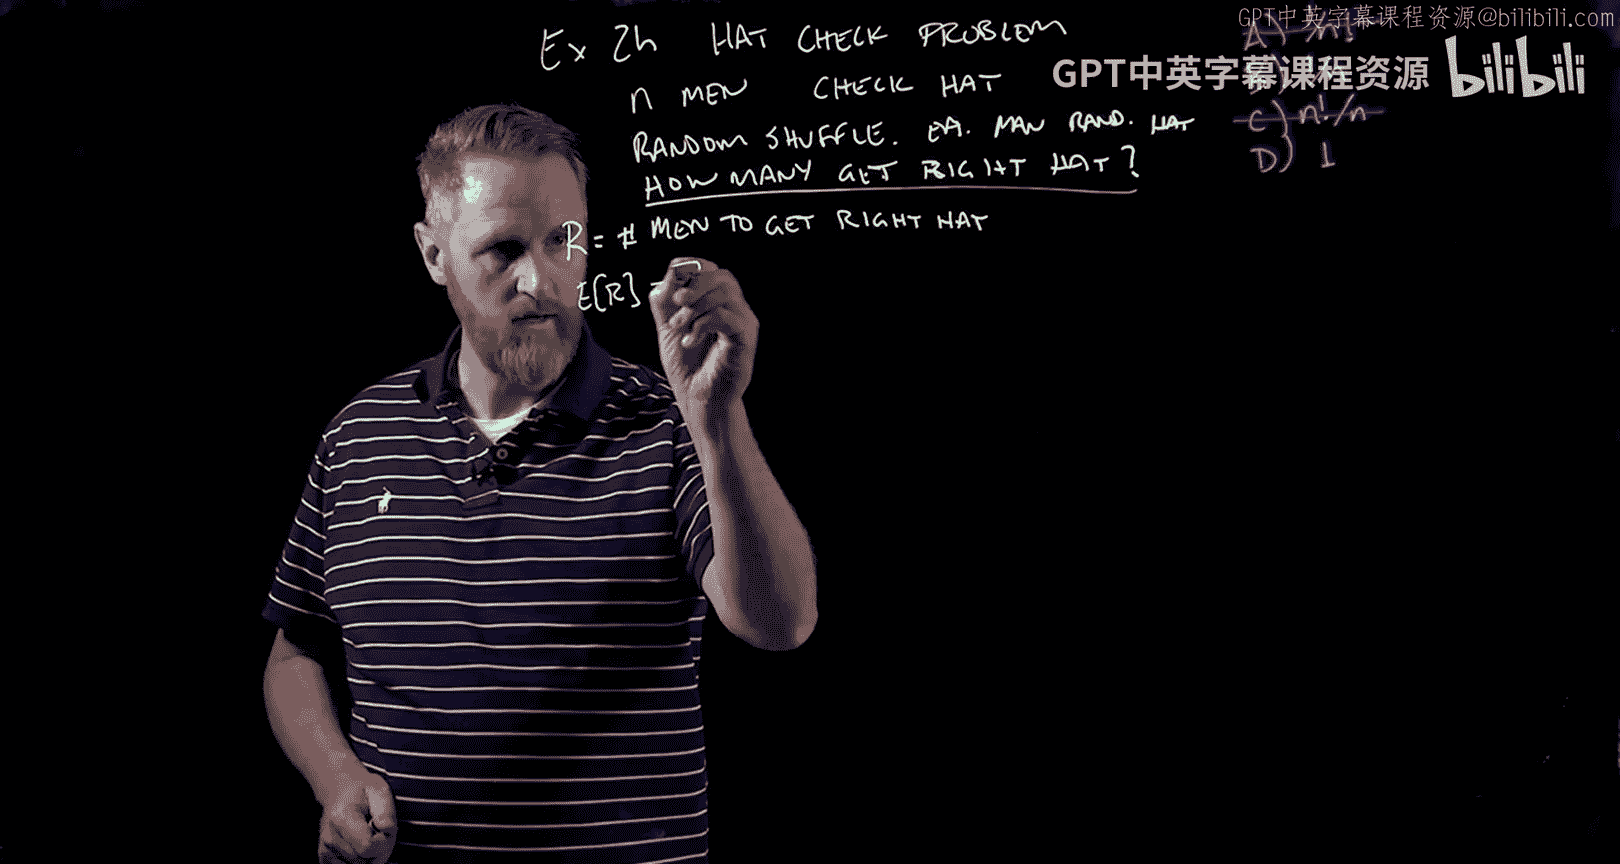 GPT中英字幕课程资源@bilibili.com
GPT中英字幕课程资源 bilibili
Ex 2h HAT CHECK PROBLEM
n MEN CHECK HAT
RANDOM SHUFFLE. EA. MAN RAND. HAT
HOW MANY GET RIGHT HAT?
R = # MEN TO GET RIGHT HAT
E[R] =
A) n!
C) n!/n
D) 1